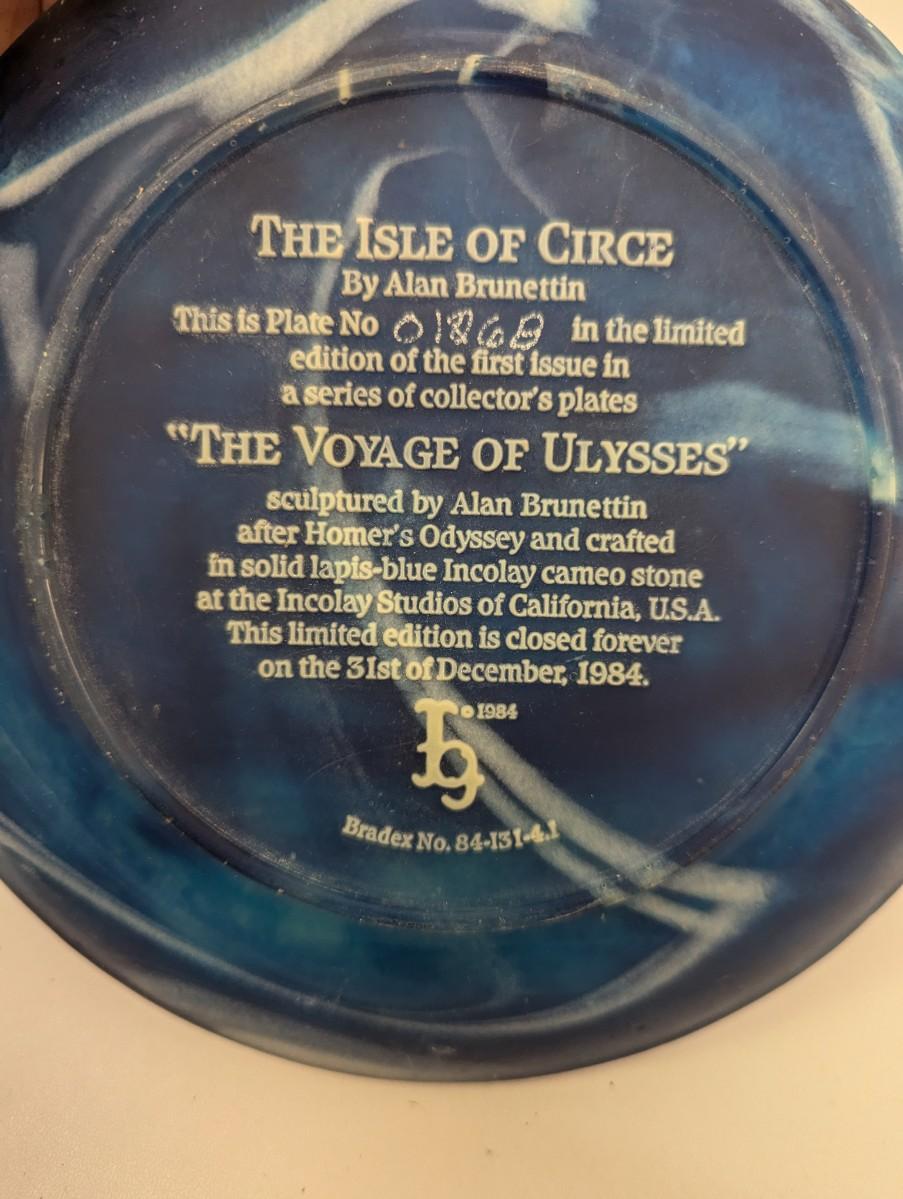 THE ISLE OF CIRCE
By Alan Brunettin
This is Plate No 0186B in the limited
edition of the first issue in
a series of collector's plates
"THE VOYAGE OF ULYSSES"
sculptured by Alan Brunettin
after Homer's Odyssey and crafted
in solid lapis-blue Incolay cameo stone
at the Incolay Studios of California, U.S.A.
This limited edition is closed forever
on the 31st of December, 1984.
© 1984
Bradex No. 84-131-4.1